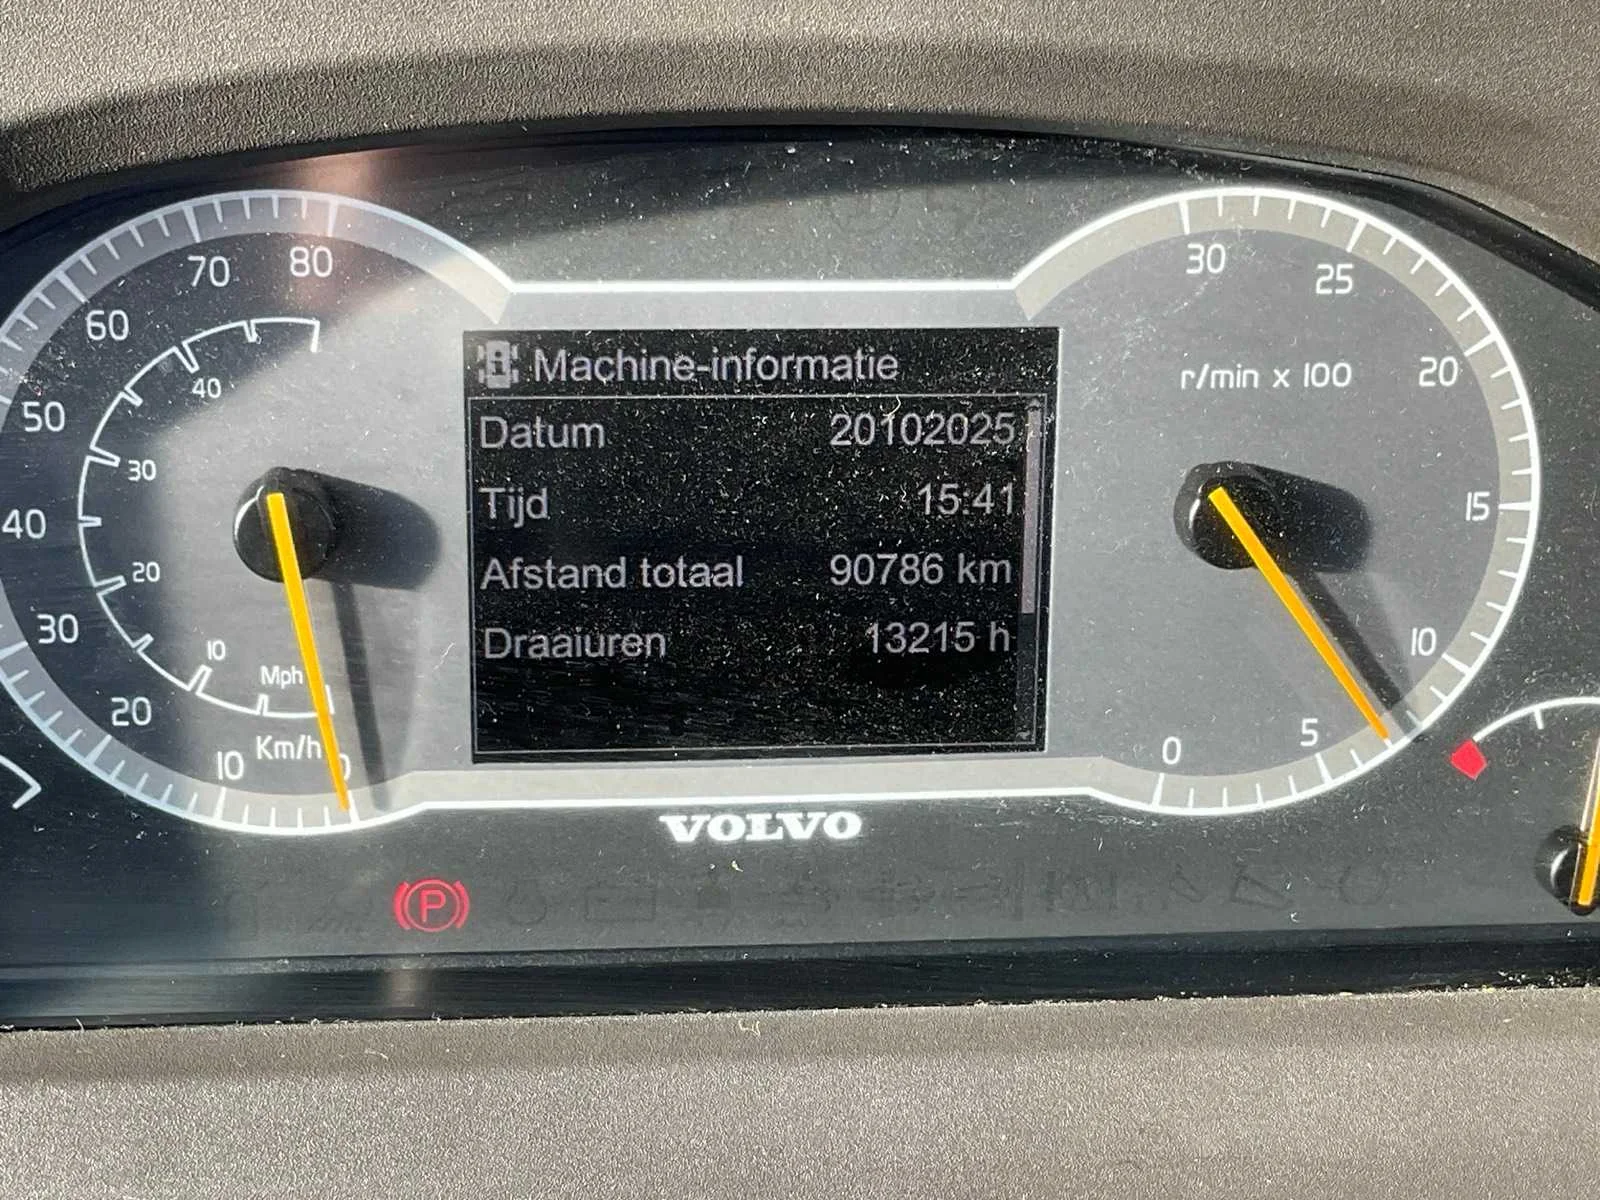 Machine-informatie
Datum 20102025
Tijd 15:41
Afstand totaal 90786 km
Draaiuren 13215 h
80
70
60
50
40
30
20
10
0
Km/h
40
30
20
10
Mph
30
25
20
15
10
5
0
r/min x 100
VOLVO
P